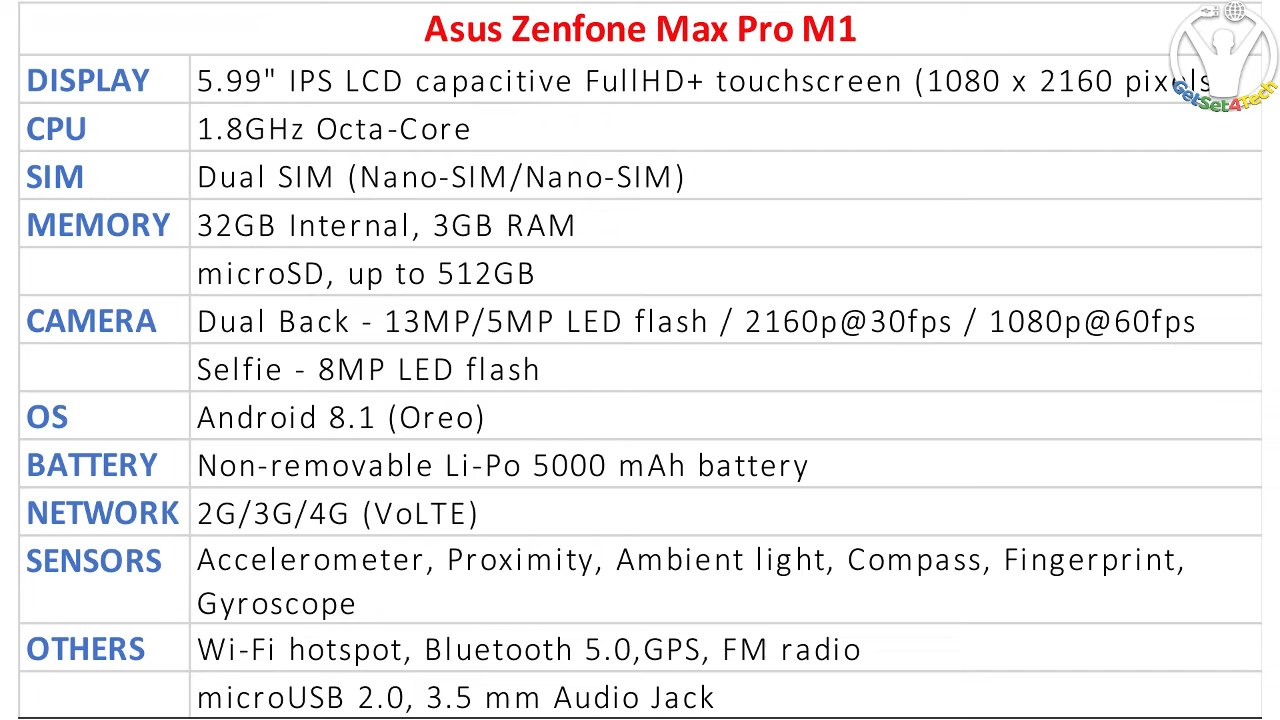 Asus Zenfone Max Pro M1
GetSet4Tech
DISPLAY 5.99" IPS LCD capacitive FullHD+ touchscreen (1080 x 2160 pixels
CPU 1.8GHz Octa-Core
SIM Dual SIM (Nano-SIM/Nano-SIM)
MEMORY 32GB Internal, 3GB RAM
microSD, up to 512GB
CAMERA Dual Back - 13MP/5MP LED flash / 2160p@30fps / 1080p@60fps
Selfie - 8MP LED flash
OS Android 8.1 (Oreo)
BATTERY Non-removable Li-Po 5000 mAh battery
NETWORK 2G/3G/4G (VoLTE)
SENSORS Accelerometer, Proximity, Ambient light, Compass, Fingerprint,
Gyroscope
OTHERS Wi-Fi hotspot, Bluetooth 5.0,GPS, FM radio
microUSB 2.0, 3.5 mm Audio Jack